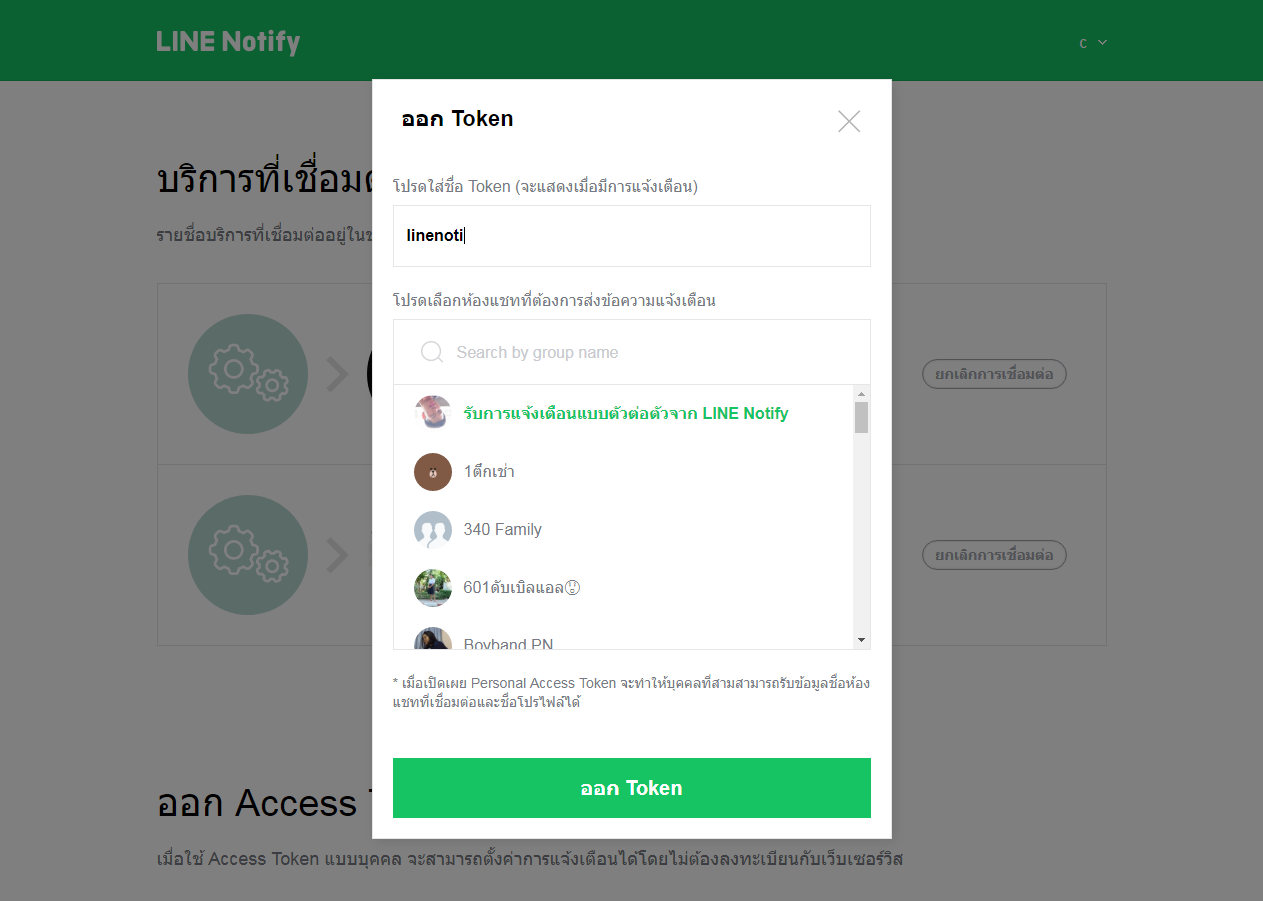 LINE Notify
c
ออก Token
บริการที่เชื่อมต่
โปรดใส่ชื่อ Token (จะแสดงเมื่อมีการแจ้งเตือน)
รายชื่อบริการที่เชื่อมต่ออยู่ใน
linenoti
โปรดเลือกห้องแชทที่ต้องการส่งข้อความแจ้งเตือน
Search by group name
ยกเลิกการเชื่อมต่อ
รับการแจ้งเตือนแบบตัวต่อตัวจาก LINE Notify
1ตึกเช่า
340 Family
ยกเลิกการเชื่อมต่อ
601ดับเบิลแอล
Boyband PN
* เมื่อเปิดเผย Personal Access Token จะทำให้บุคคลที่สามสามารถรับข้อมูลชื่อห้อง
แชทที่เชื่อมต่อและชื่อโปรไฟล์ได้
ออก Token
ออก Access
เมื่อใช้ Access Token แบบบุคคล จะสามารถตั้งค่าการแจ้งเตือนได้โดยไม่ต้องลงทะเบียนกับเว็บเซอร์วิส